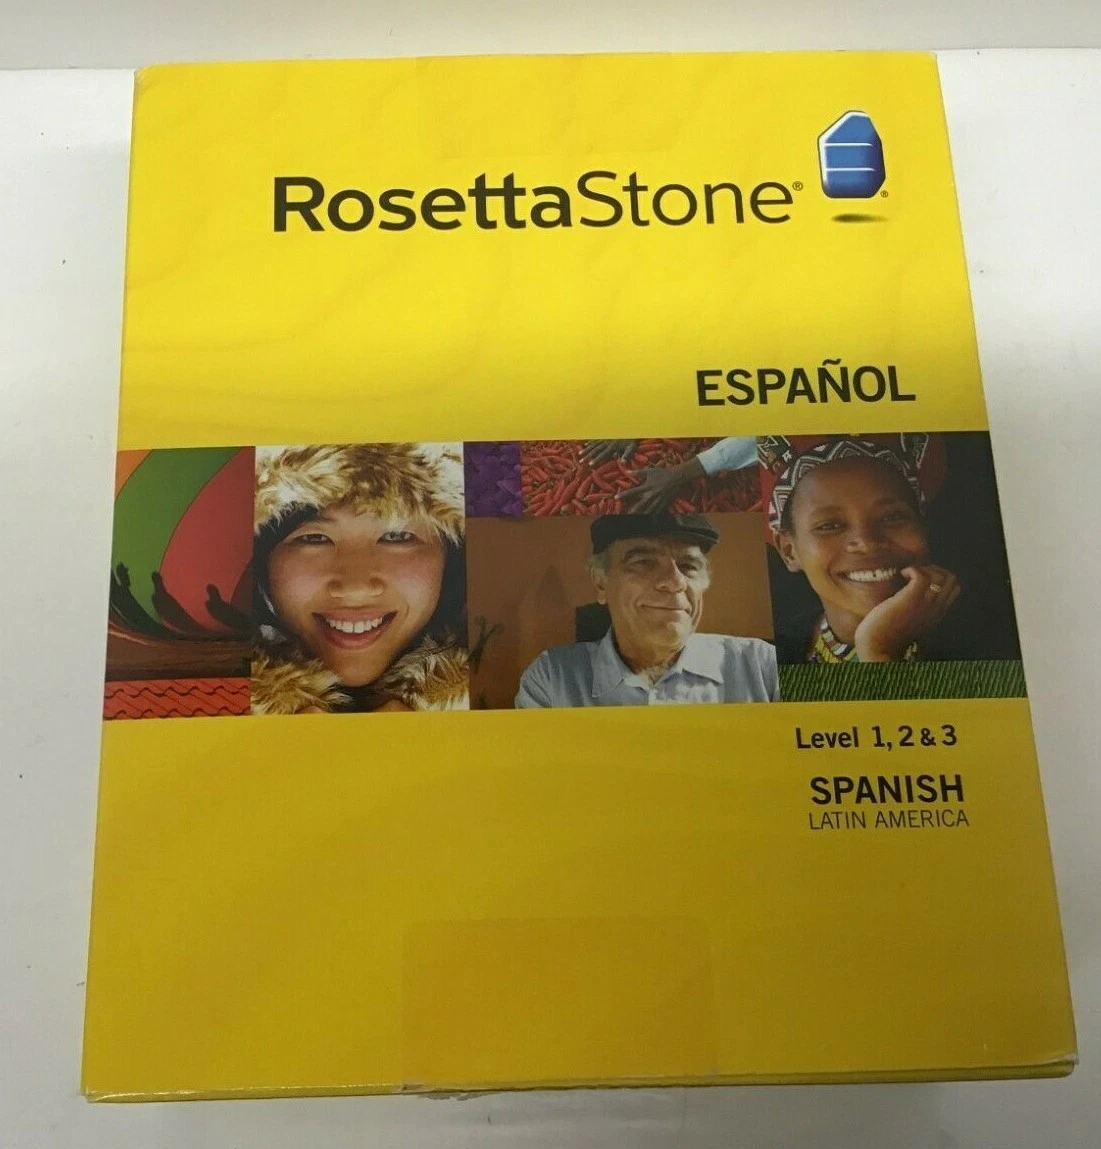 RosettaStone®
®
ESPAÑOL
Level 1, 2 & 3
SPANISH
LATIN AMERICA